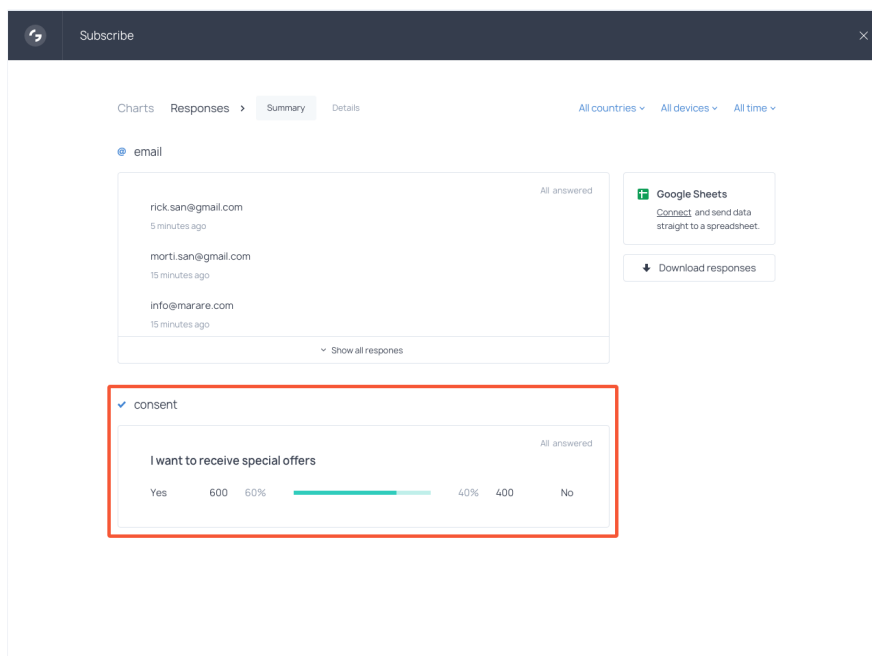 Subscribe
Charts Responses > Summary Details All countries All devices All time
@ email
All answered
rick.san@gmail.com
5 minutes ago
morti.san@gmail.com
15 minutes ago
info@marare.com
15 minutes ago
Show all respones
Google Sheets
Connect and send data
straight to a spreadsheet.
Download responses
consent
All answered
I want to receive special offers
Yes 600 60% 40% 400 No